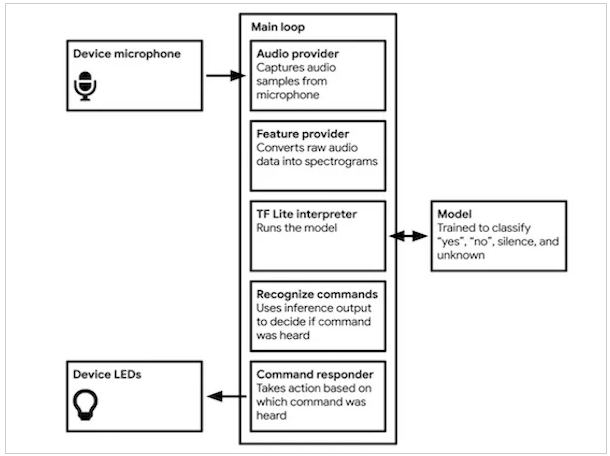 Main loop
Device microphone
Audio provider
Captures audio
samples from
microphone
Feature provider
Converts raw audio
data into spectrograms
TF Lite interpreter
Runs the model
Model
Trained to classify
“yes”, “no”, silence, and
unknown
Recognize commands
Uses inference output
to decide if command
was heard
Device LEDs
Command responder
Takes action based on
which command was
heard